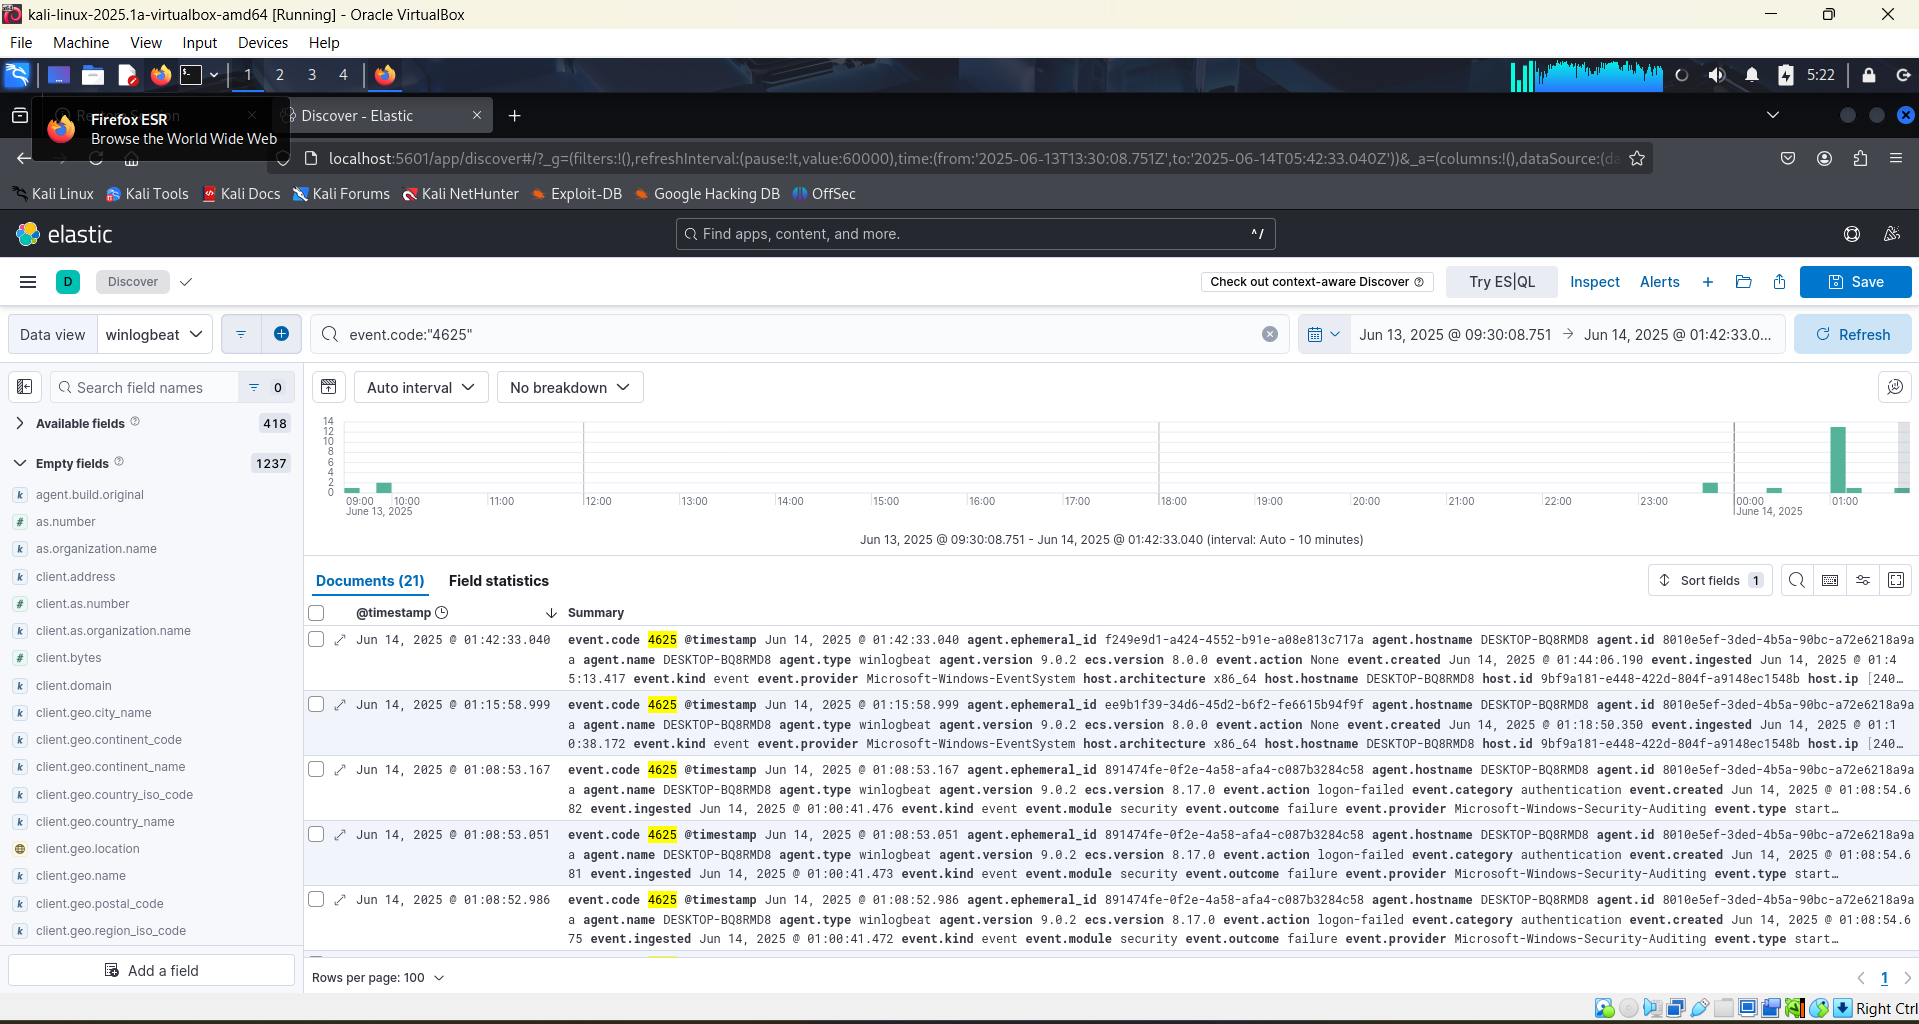 kali-linux-2025.1a-virtualbox-amd64 [Running] - Oracle VirtualBox
File Machine View Input Devices Help
1 2 3 4 5:22
Discover - Elastic
Firefox ESR
Browse the World Wide Web
localhost:5601/app/discover#/?_g=(filters:!(),refreshInterval:(pause:!t,value:60000),time:(from:'2025-06-13T13:30:08.751Z',to:'2025-06-14T05:42:33.040Z'))&_a=(columns:!(),dataSource:(da
Kali Linux Kali Tools Kali Docs Kali Forums Kali NetHunter Exploit-DB Google Hacking DB OffSec
elastic Find apps, content, and more. ^/
D Discover Check out context-aware Discover Try ES|QL Inspect Alerts Save
Data view winlogbeat event.code:"4625" Jun 13, 2025 @ 09:30:08.751 → Jun 14, 2025 @ 01:42:33.0... Refresh
Search field names 0 Auto interval No breakdown
Available fields 418
Empty fields 1237
agent.build.original
as.number
as.organization.name
client.address
client.as.number
client.as.organization.name
client.bytes
client.domain
client.geo.city_name
client.geo.continent_code
client.geo.continent_name
client.geo.country_iso_code
client.geo.country_name
client.geo.location
client.geo.name
client.geo.postal_code
client.geo.region_iso_code
Add a field
14
12
10
8
6
4
2
0
09:00 10:00 11:00 12:00 13:00 14:00 15:00 16:00 17:00 18:00 19:00 20:00 21:00 22:00 23:00 00:00 01:00
June 13, 2025 June 14, 2025
Jun 13, 2025 @ 09:30:08.751 - Jun 14, 2025 @ 01:42:33.040 (interval: Auto - 10 minutes)
Documents (21) Field statistics Sort fields 1
@timestamp Summary
Jun 14, 2025 @ 01:42:33.040 event.code 4625 @timestamp Jun 14, 2025 @ 01:42:33.040 agent.ephemeral_id f249e9d1-a424-4552-b91e-a08e813c717a agent.hostname DESKTOP-BQ8RMD8 agent.id 8010e5ef-3ded-4b5a-90bc-a72e6218a9a
a agent.name DESKTOP-BQ8RMD8 agent.type winlogbeat agent.version 9.0.2 ecs.version 8.0.0 event.action None event.created Jun 14, 2025 @ 01:44:06.190 event.ingested Jun 14, 2025 @ 01:4
5:13.417 event.kind event event.provider Microsoft-Windows-EventSystem host.architecture x86_64 host.hostname DESKTOP-BQ8RMD8 host.id 9bf9a181-e448-422d-804f-a9148ec1548b host.ip [240…
Jun 14, 2025 @ 01:15:58.999 event.code 4625 @timestamp Jun 14, 2025 @ 01:15:58.999 agent.ephemeral_id ee9b1f39-34d6-45d2-b6f2-fe6615b94f9f agent.hostname DESKTOP-BQ8RMD8 agent.id 8010e5ef-3ded-4b5a-90bc-a72e6218a9a
a agent.name DESKTOP-BQ8RMD8 agent.type winlogbeat agent.version 9.0.2 ecs.version 8.0.0 event.action None event.created Jun 14, 2025 @ 01:18:50.350 event.ingested Jun 14, 2025 @ 01:1
0:38.172 event.kind event event.provider Microsoft-Windows-EventSystem host.architecture x86_64 host.hostname DESKTOP-BQ8RMD8 host.id 9bf9a181-e448-422d-804f-a9148ec1548b host.ip [240…
Jun 14, 2025 @ 01:08:53.167 event.code 4625 @timestamp Jun 14, 2025 @ 01:08:53.167 agent.ephemeral_id 891474fe-0f2e-4a58-afa4-c087b3284c58 agent.hostname DESKTOP-BQ8RMD8 agent.id 8010e5ef-3ded-4b5a-90bc-a72e6218a9a
a agent.name DESKTOP-BQ8RMD8 agent.type winlogbeat agent.version 9.0.2 ecs.version 8.17.0 event.action logon-failed event.category authentication event.created Jun 14, 2025 @ 01:08:54.6
82 event.ingested Jun 14, 2025 @ 01:00:41.476 event.kind event event.module security event.outcome failure event.provider Microsoft-Windows-Security-Auditing event.type start…
Jun 14, 2025 @ 01:08:53.051 event.code 4625 @timestamp Jun 14, 2025 @ 01:08:53.051 agent.ephemeral_id 891474fe-0f2e-4a58-afa4-c087b3284c58 agent.hostname DESKTOP-BQ8RMD8 agent.id 8010e5ef-3ded-4b5a-90bc-a72e6218a9a
a agent.name DESKTOP-BQ8RMD8 agent.type winlogbeat agent.version 9.0.2 ecs.version 8.17.0 event.action logon-failed event.category authentication event.created Jun 14, 2025 @ 01:08:54.6
81 event.ingested Jun 14, 2025 @ 01:00:41.473 event.kind event event.module security event.outcome failure event.provider Microsoft-Windows-Security-Auditing event.type start…
Jun 14, 2025 @ 01:08:52.986 event.code 4625 @timestamp Jun 14, 2025 @ 01:08:52.986 agent.ephemeral_id 891474fe-0f2e-4a58-afa4-c087b3284c58 agent.hostname DESKTOP-BQ8RMD8 agent.id 8010e5ef-3ded-4b5a-90bc-a72e6218a9a
a agent.name DESKTOP-BQ8RMD8 agent.type winlogbeat agent.version 9.0.2 ecs.version 8.17.0 event.action logon-failed event.category authentication event.created Jun 14, 2025 @ 01:08:54.6
75 event.ingested Jun 14, 2025 @ 01:00:41.472 event.kind event event.module security event.outcome failure event.provider Microsoft-Windows-Security-Auditing event.type start…
Rows per page: 100 1
Right Ctrl